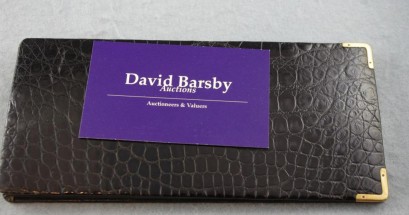 David Barsby
Auctions
Auctioneers & Valuers